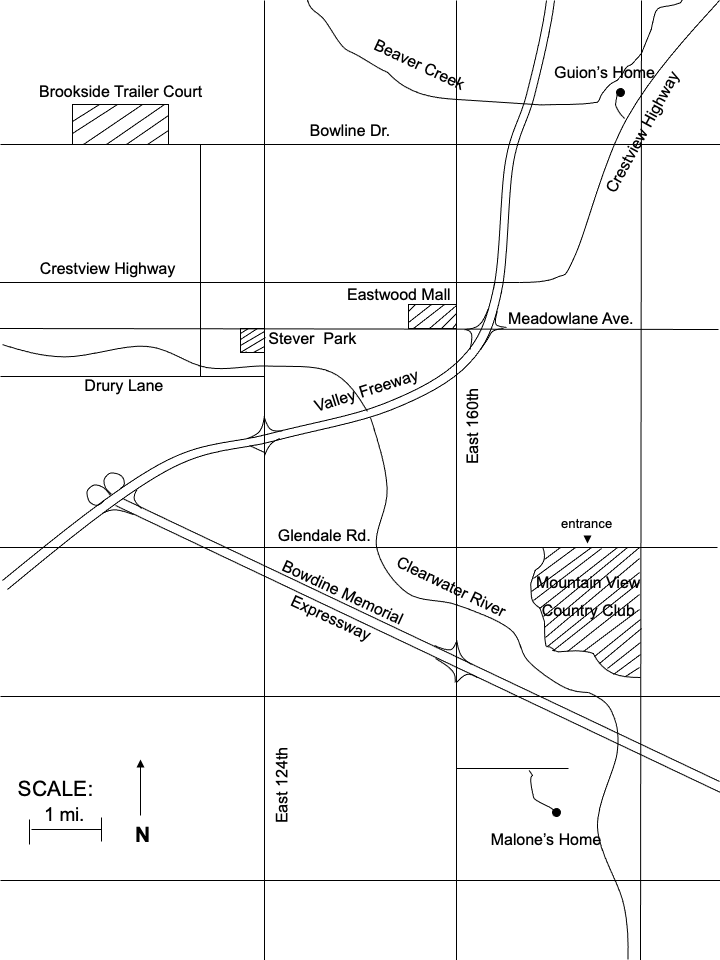 Beaver Creek
Guion's Home
Brookside Trailer Court
Bowline Dr.
Crestview Highway
Crestview Highway
Eastwood Mall
Meadowlane Ave.
Stever Park
Drury Lane
Valley Freeway
East 160th
entrance
Glendale Rd.
Mountain View
Country Club
Clearwater River
Bowdine Memorial
Expressway
East 124th
SCALE:
1 mi.
N
Malone's Home